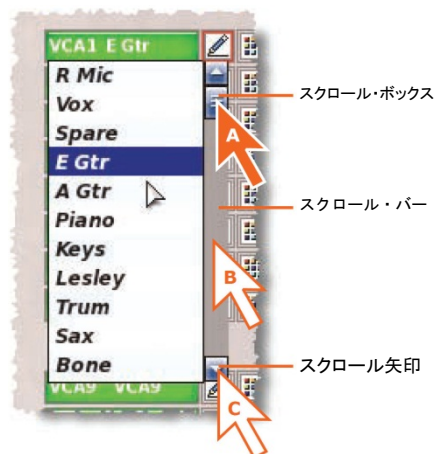 VCA1 E Gtr
R Mic
スクロール・ボックス
Vox
Spare
A
E Gtr
A Gtr
スクロール・バー
Piano
Keys
B
Lesley
Trum
Sax
Bone
スクロール矢印
VCA9 VCA9
C